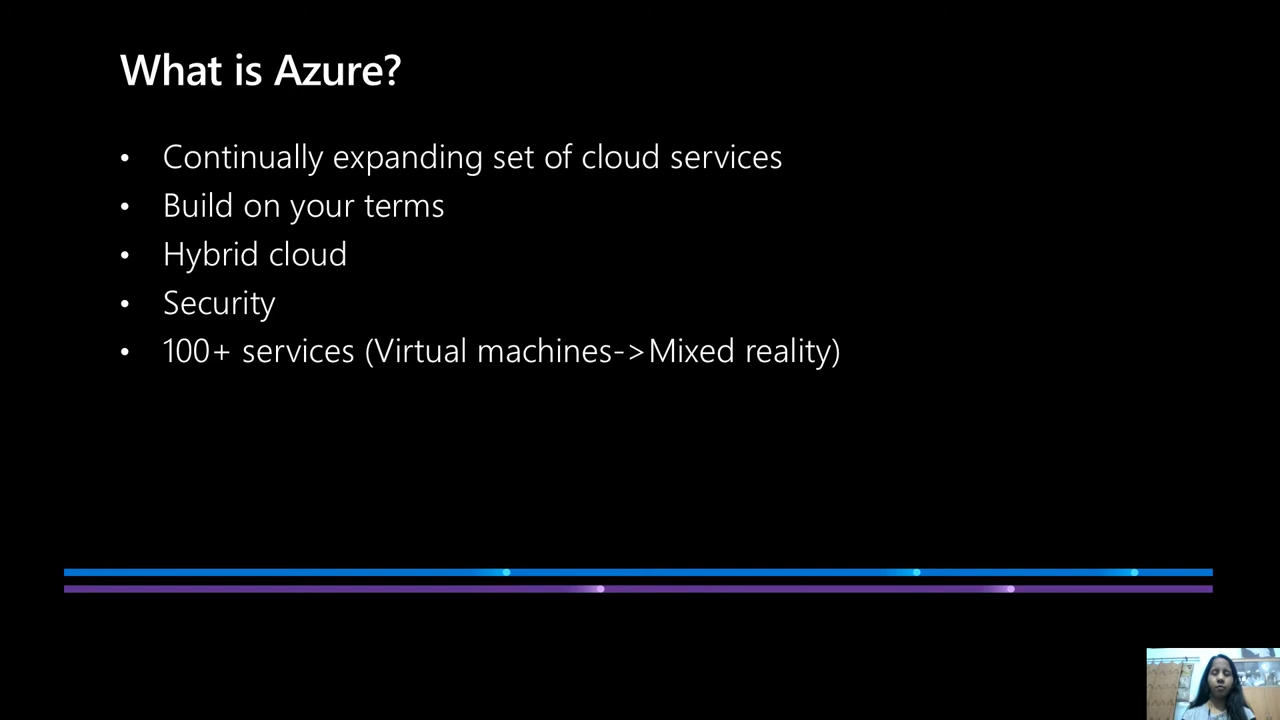 What is Azure?
• Continually expanding set of cloud services
• Build on your terms
• Hybrid cloud
• Security
• 100+ services (Virtual machines->Mixed reality)